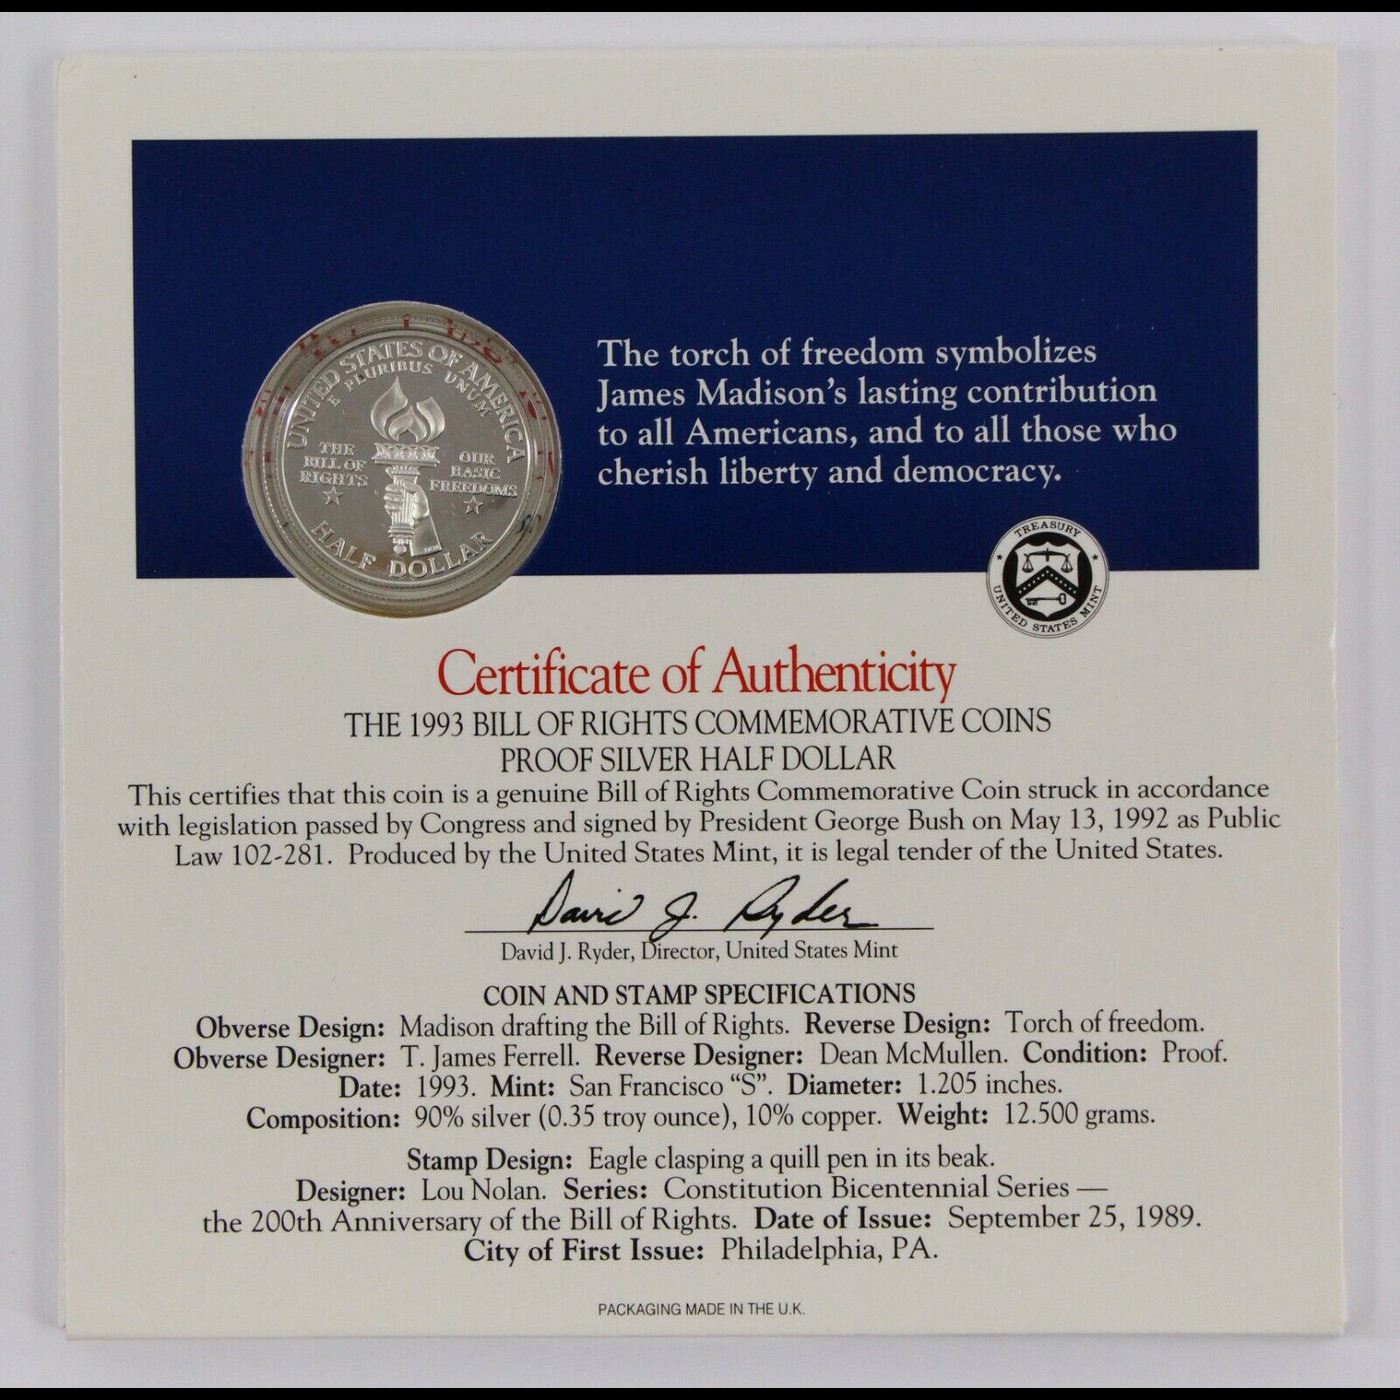 UNITED STATES OF AMERICA
E PLURIBUS UNUM
THE
BILL OF
RIGHTS
OUR
BASIC
FREEDOMS
HALF DOLLAR
The torch of freedom symbolizes
James Madison's lasting contribution
to all Americans, and to all those who
cherish liberty and democracy.
TREASURY
UNITED STATES MINT
Certificate of Authenticity
THE 1993 BILL OF RIGHTS COMMEMORATIVE COINS
PROOF SILVER HALF DOLLAR
This certifies that this coin is a genuine Bill of Rights Commemorative Coin struck in accordance
with legislation passed by Congress and signed by President George Bush on May 13, 1992 as Public
Law 102-281. Produced by the United States Mint, it is legal tender of the United States.
David J. Ryder
David J. Ryder, Director, United States Mint
COIN AND STAMP SPECIFICATIONS
Obverse Design: Madison drafting the Bill of Rights. Reverse Design: Torch of freedom.
Obverse Designer: T. James Ferrell. Reverse Designer: Dean McMullen. Condition: Proof.
Date: 1993. Mint: San Francisco "S". Diameter: 1.205 inches.
Composition: 90% silver (0.35 troy ounce), 10% copper. Weight: 12.500 grams.
Stamp Design: Eagle clasping a quill pen in its beak.
Designer: Lou Nolan. Series: Constitution Bicentennial Series —
the 200th Anniversary of the Bill of Rights. Date of Issue: September 25, 1989.
City of First Issue: Philadelphia, PA.
PACKAGING MADE IN THE U.K.